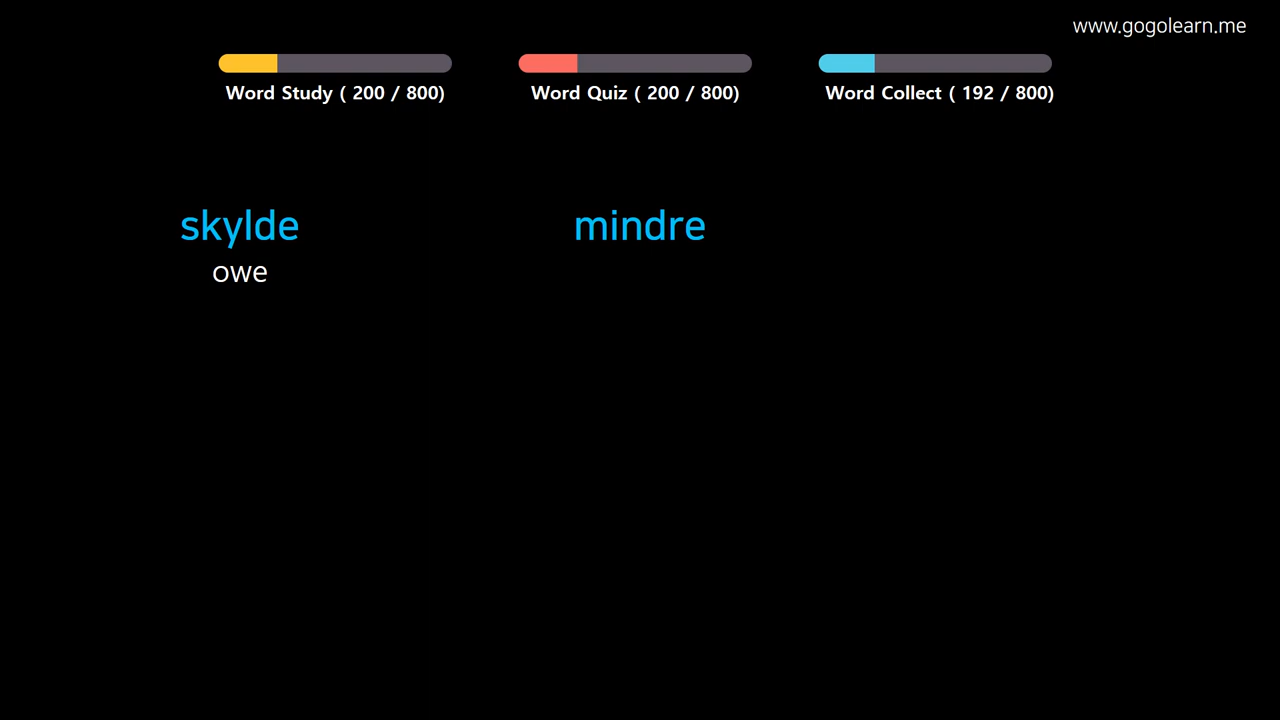 www.gogolearn.me
Word Study ( 200 / 800) Word Quiz ( 200 / 800) Word Collect ( 192 / 800)
skylde mindre
owe